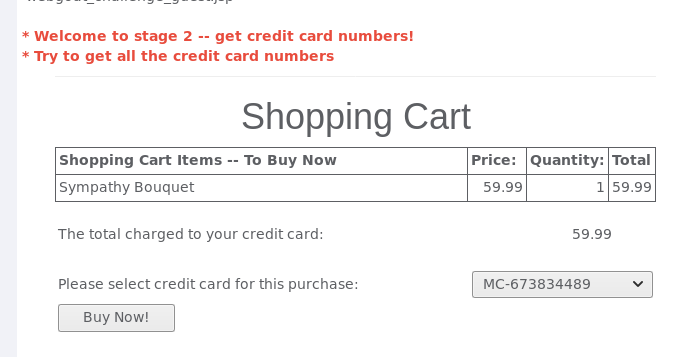 * Welcome to stage 2 -- get credit card numbers!
* Try to get all the credit card numbers
Shopping Cart
Shopping Cart Items -- To Buy Now Price: Quantity: Total
Sympathy Bouquet 59.99 1 59.99
The total charged to your credit card: 59.99
Please select credit card for this purchase: MC-673834489
Buy Now!